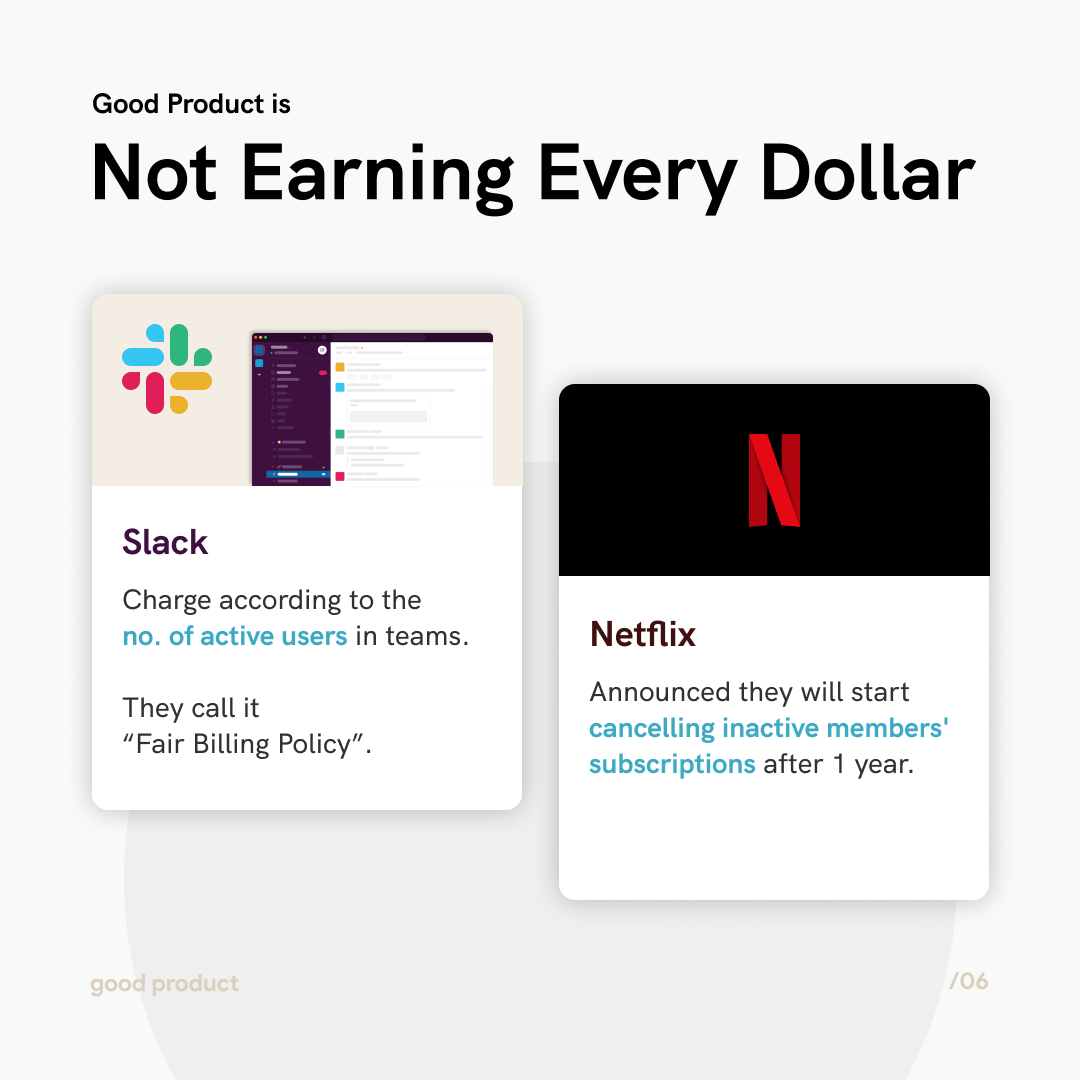 Good Product is
Not Earning Every Dollar
Slack
Charge according to the
no. of active users in teams.
They call it
“Fair Billing Policy”.
N
Netflix
Announced they will start
cancelling inactive members'
subscriptions after 1 year.
good product
/06